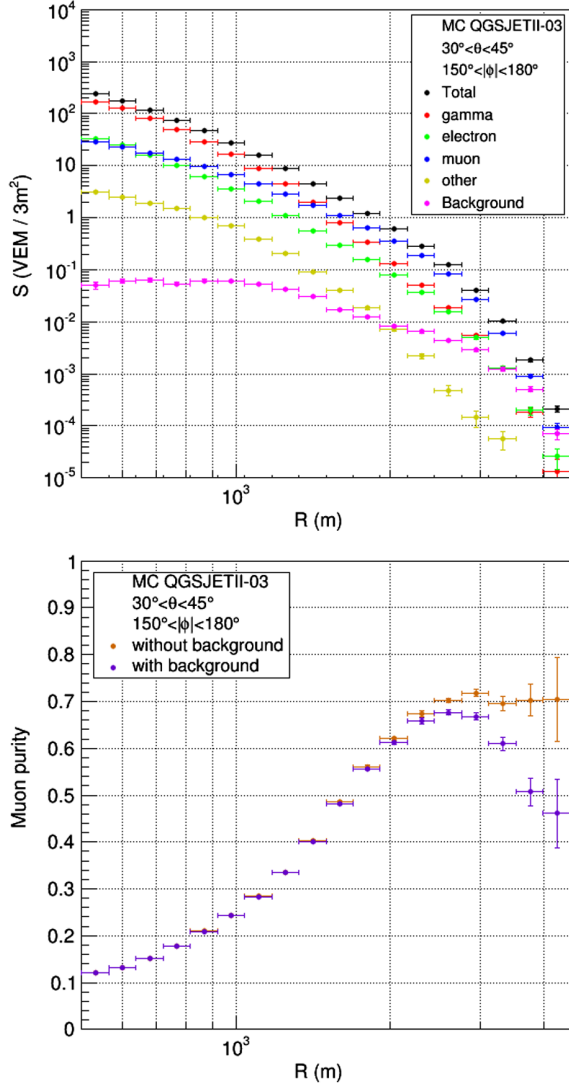 MC QGSJETII-03
30°<θ<45°
150°<|ϕ|<180°
Total
gamma
electron
muon
other
Background
10⁴
10³
10²
10
1
10⁻¹
10⁻²
10⁻³
10⁻⁴
10⁻⁵
S (VEM / 3m²)
10³
R (m)
MC QGSJETII-03
30°<θ<45°
150°<|ϕ|<180°
without background
with background
1
0.9
0.8
0.7
0.6
0.5
0.4
0.3
0.2
0.1
0
Muon purity
10³
R (m)